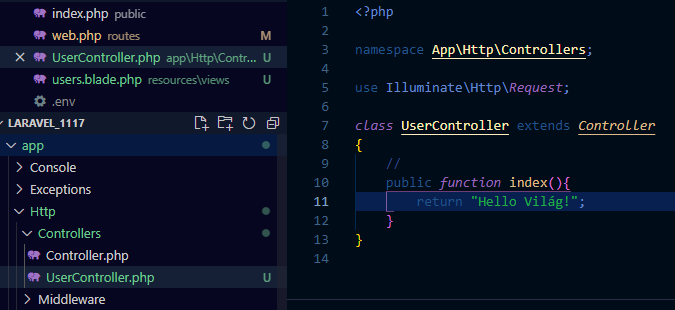 index.php public
web.php routes M
UserController.php app\Http\Contr... U
users.blade.php resources\views U
.env
LARAVEL_1117
app
Console
Exceptions
Http
Controllers
Controller.php
UserController.php U
Middleware
1 <?php
2
3 namespace App\Http\Controllers;
4
5 use Illuminate\Http\Request;
6
7 class UserController extends Controller
8 {
9 //
10 public function index(){
11 return "Hello Világ!";
12 }
13 }
14